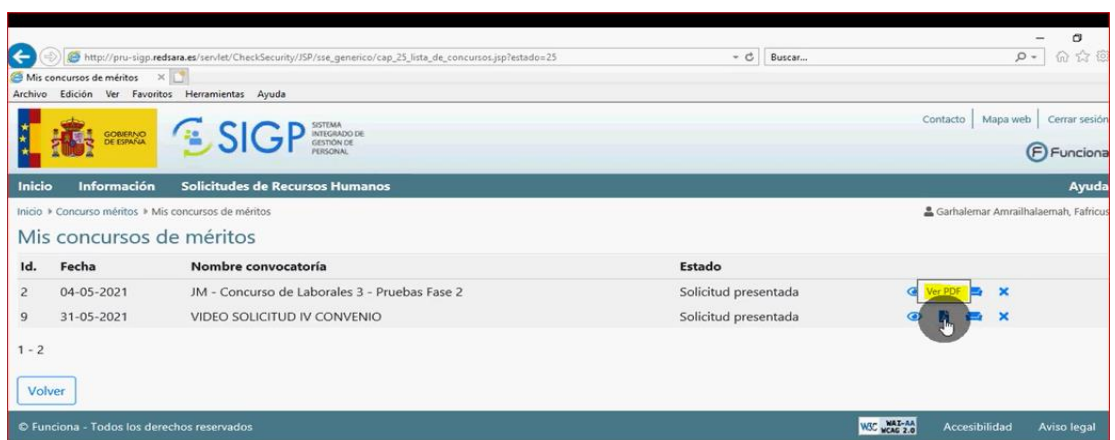 http://pru-sigp.redsara.es/servlet/CheckSecurity/JSP/sse_generico/cap_25_lista_de_concursos.jsp?estado=25 Buscar...
Mis concursos de méritos
Archivo Edición Ver Favoritos Herramientas Ayuda
Contacto Mapa web Cerrar sesión
GOBIERNO DE ESPAÑA
SIGP
SISTEMA
INTEGRADO DE
GESTIÓN DE
PERSONAL
Funciona
Inicio Información Solicitudes de Recursos Humanos Ayuda
Inicio Concurso méritos Mis concursos de méritos Garhalemar Amrailhalaemah, Fafricus
Mis concursos de méritos
Id. Fecha Nombre convocatoría Estado
2 04-05-2021 JM - Concurso de Laborales 3 - Pruebas Fase 2 Solicitud presentada Ver PDF
9 31-05-2021 VIDEO SOLICITUD IV CONVENIO Solicitud presentada
1 - 2
Volver
© Funciona - Todos los derechos reservados W3C WAI-AA WCAG 2.0 Accesibilidad Aviso legal